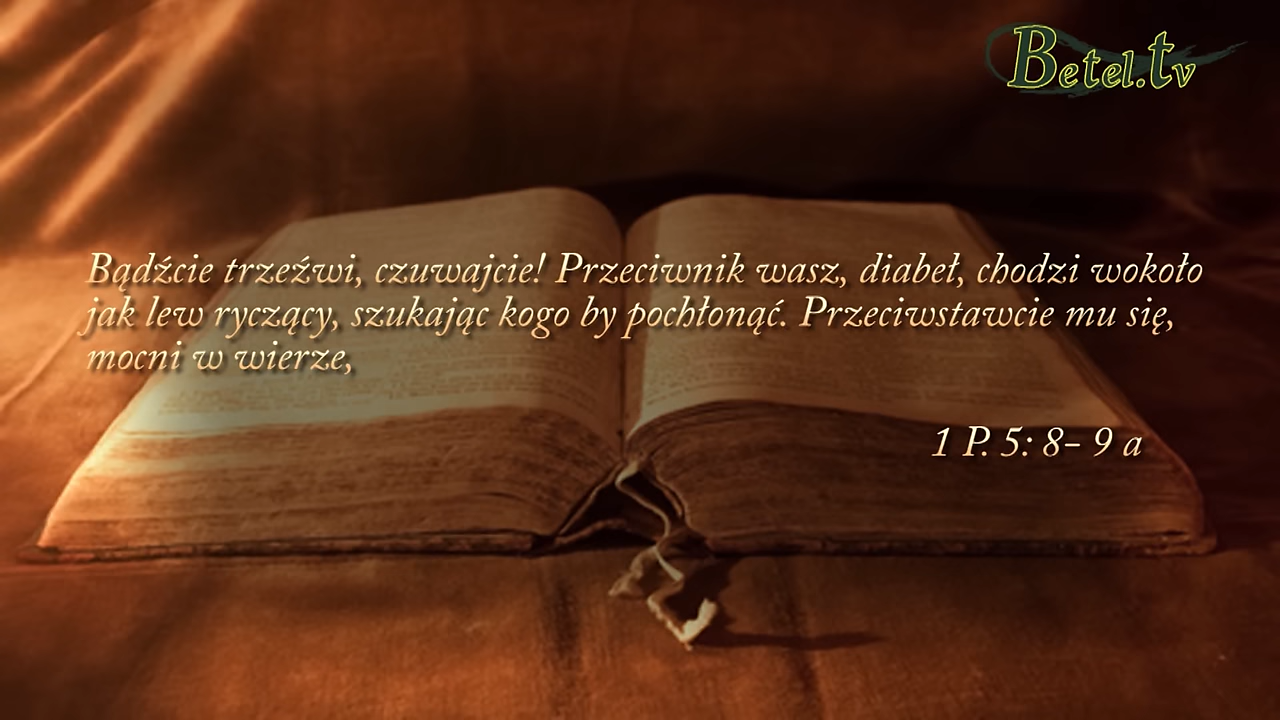 Betel.tv
Bądźcie trzeźwi, czuwajcie! Przeciwnik wasz, diabeł, chodzi wokoło
jak lew ryczący, szukając kogo by pochłonąć. Przeciwstawcie mu się,
mocni w wierze,
1 P. 5: 8– 9 a